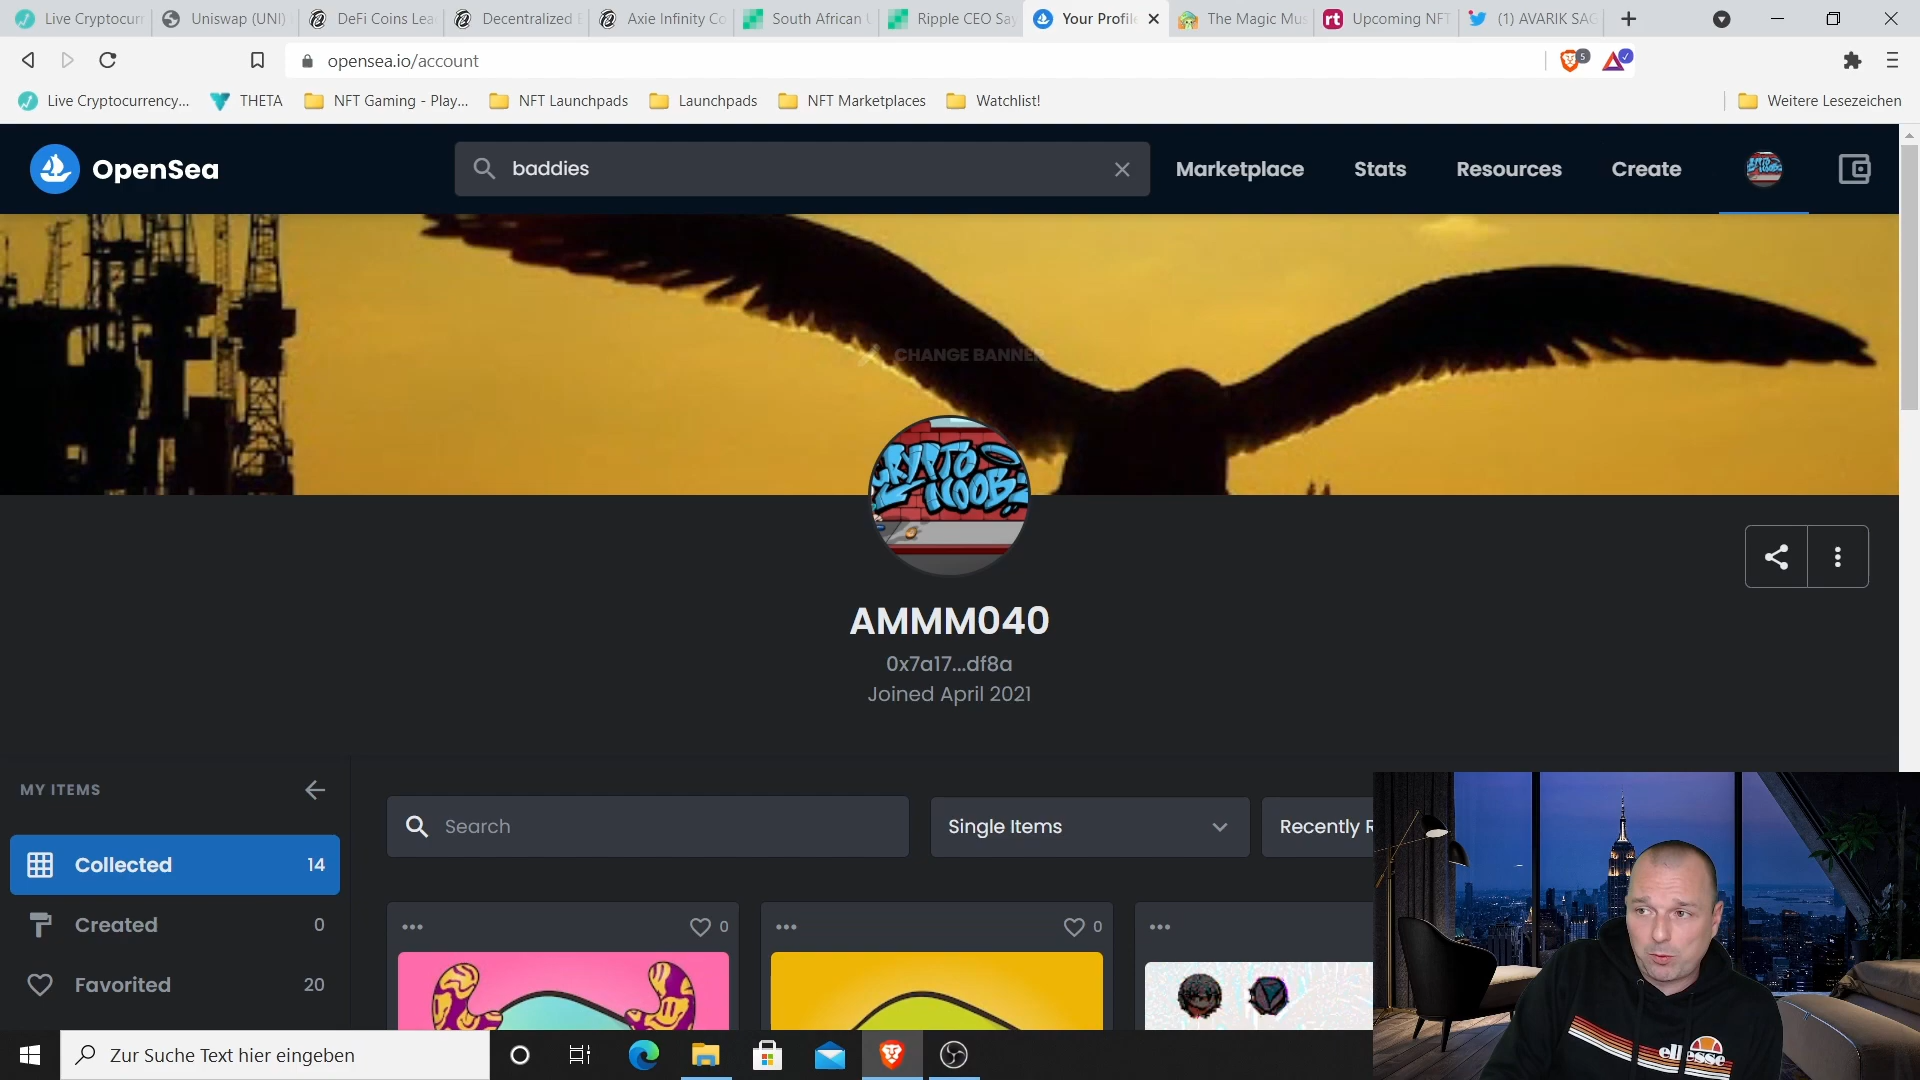 Live Cryptocurr
Uniswap (UNI)
DeFi Coins Lea
Decentralized
Axie Infinity Co
South African
Ripple CEO Say
Your Profile
The Magic Mus
Upcoming NFT
(1) AVARIK SAG
opensea.io/account
5
Live Cryptocurrency...
THETA
NFT Gaming - Play...
NFT Launchpads
Launchpads
NFT Marketplaces
Watchlist!
Weitere Lesezeichen
OpenSea
baddies
Marketplace
Stats
Resources
Create
CHANGE BANNER
CRYPTO
NOOB
AMMM040
0x7a17...df8a
Joined April 2021
MY ITEMS
Search
Single Items
Recently R
Collected 14
Created 0
Favorited 20
0
0
ellesse
Zur Suche Text hier eingeben